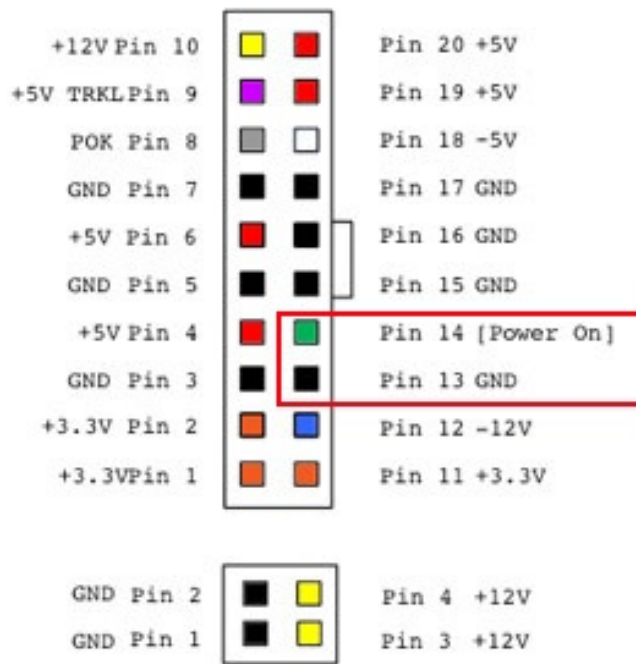 +12V Pin 10 Pin 20 +5V
+5V TRKL Pin 9 Pin 19 +5V
POK Pin 8 Pin 18 -5V
GND Pin 7 Pin 17 GND
+5V Pin 6 Pin 16 GND
GND Pin 5 Pin 15 GND
+5V Pin 4 Pin 14 [Power On]
GND Pin 3 Pin 13 GND
+3.3V Pin 2 Pin 12 -12V
+3.3V Pin 1 Pin 11 +3.3V
GND Pin 2 Pin 4 +12V
GND Pin 1 Pin 3 +12V